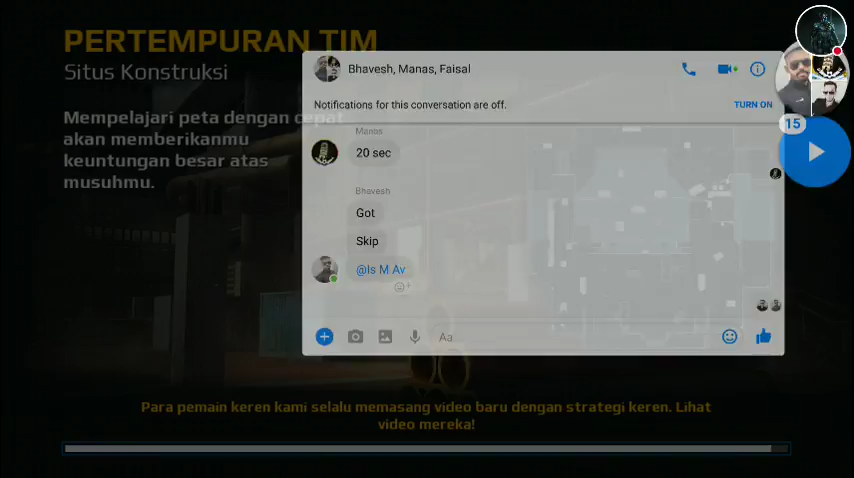 PERTEMPURAN TIM
Situs Konstruksi
Mempelajari peta dengan cepat
akan memberikanmu
keuntungan besar atas
musuhmu.
Bhavesh, Manas, Faisal
Notifications for this conversation are off.
TURN ON
Manas
20 sec
Bhavesh
Got
Skip
@Is M Av
Aa
15
Para pemain keren kami selalu memasang video baru dengan strategi keren. Lihat
video mereka!